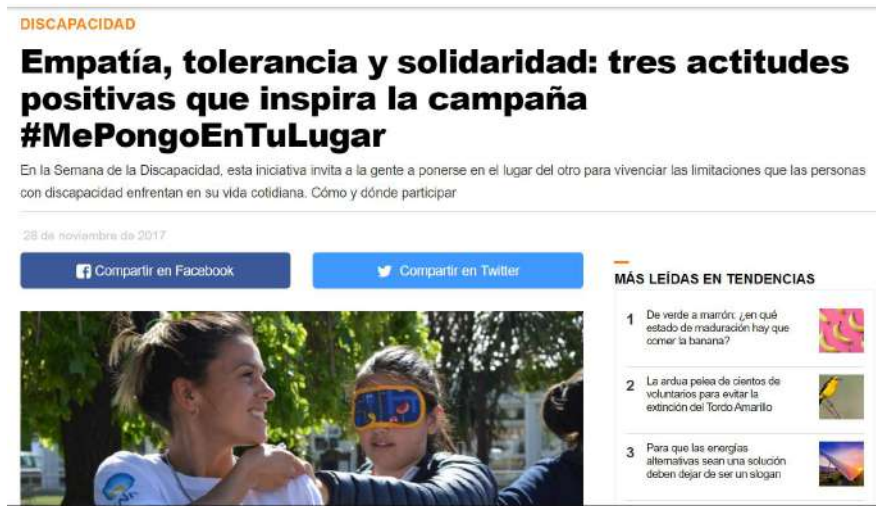 DISCAPACIDAD
Empatía, tolerancia y solidaridad: tres actitudes
positivas que inspira la campaña
#MePongoEnTuLugar
En la Semana de la Discapacidad, esta iniciativa invita a la gente a ponerse en el lugar del otro para vivenciar las limitaciones que las personas
con discapacidad enfrentan en su vida cotidiana. Cómo y dónde participar
28 de noviembre de 2017
Compartir en Facebook
Compartir en Twitter
MÁS LEÍDAS EN TENDENCIAS
1 De verde a marrón: ¿en qué
estado de maduración hay que
comer la banana?
2 La ardua pelea de cientos de
voluntarios para evitar la
extinción del Tordo Amarillo
3 Para que las energías
alternativas sean una solución
deben dejar de ser un slogan